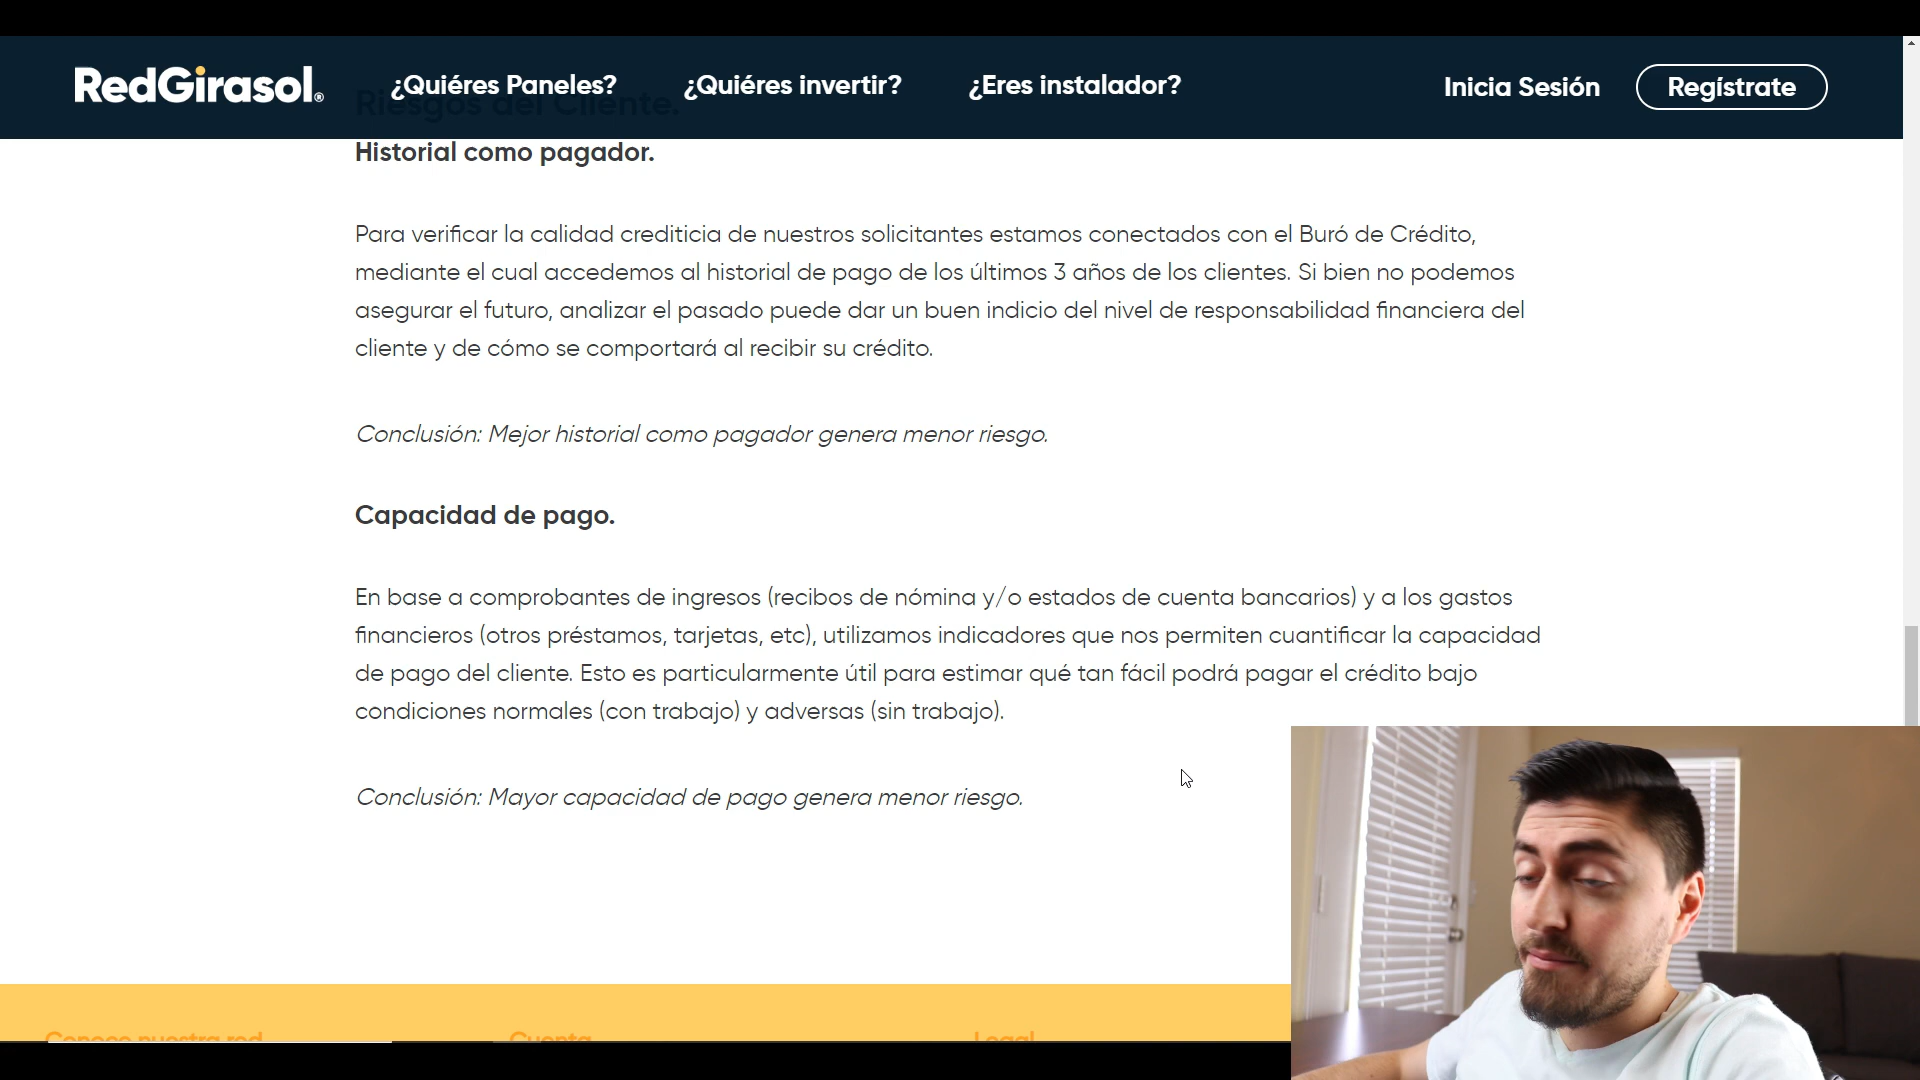 RedGirasol®
¿Quiéres Paneles?
¿Quiéres invertir?
¿Eres instalador?
Inicia Sesión
Regístrate
Riesgos del Cliente.
Historial como pagador.
Para verificar la calidad crediticia de nuestros solicitantes estamos conectados con el Buró de Crédito,
mediante el cual accedemos al historial de pago de los últimos 3 años de los clientes. Si bien no podemos
asegurar el futuro, analizar el pasado puede dar un buen indicio del nivel de responsabilidad financiera del
cliente y de cómo se comportará al recibir su crédito.
Conclusión: Mejor historial como pagador genera menor riesgo.
Capacidad de pago.
En base a comprobantes de ingresos (recibos de nómina y/o estados de cuenta bancarios) y a los gastos
financieros (otros préstamos, tarjetas, etc), utilizamos indicadores que nos permiten cuantificar la capacidad
de pago del cliente. Esto es particularmente útil para estimar qué tan fácil podrá pagar el crédito bajo
condiciones normales (con trabajo) y adversas (sin trabajo).
Conclusión: Mayor capacidad de pago genera menor riesgo.
Conoce nuestra red
Cuenta
Legal